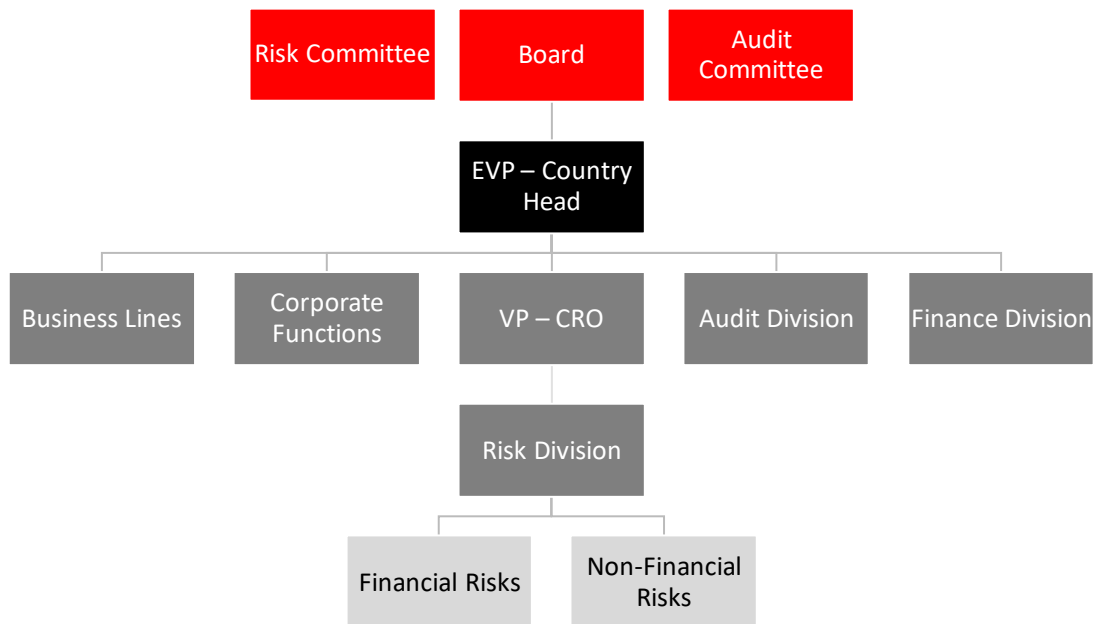 Risk Committee
Board
Audit
Committee
EVP – Country
Head
Business Lines
Corporate
Functions
VP – CRO
Audit Division
Finance Division
Risk Division
Financial Risks
Non-Financial
Risks